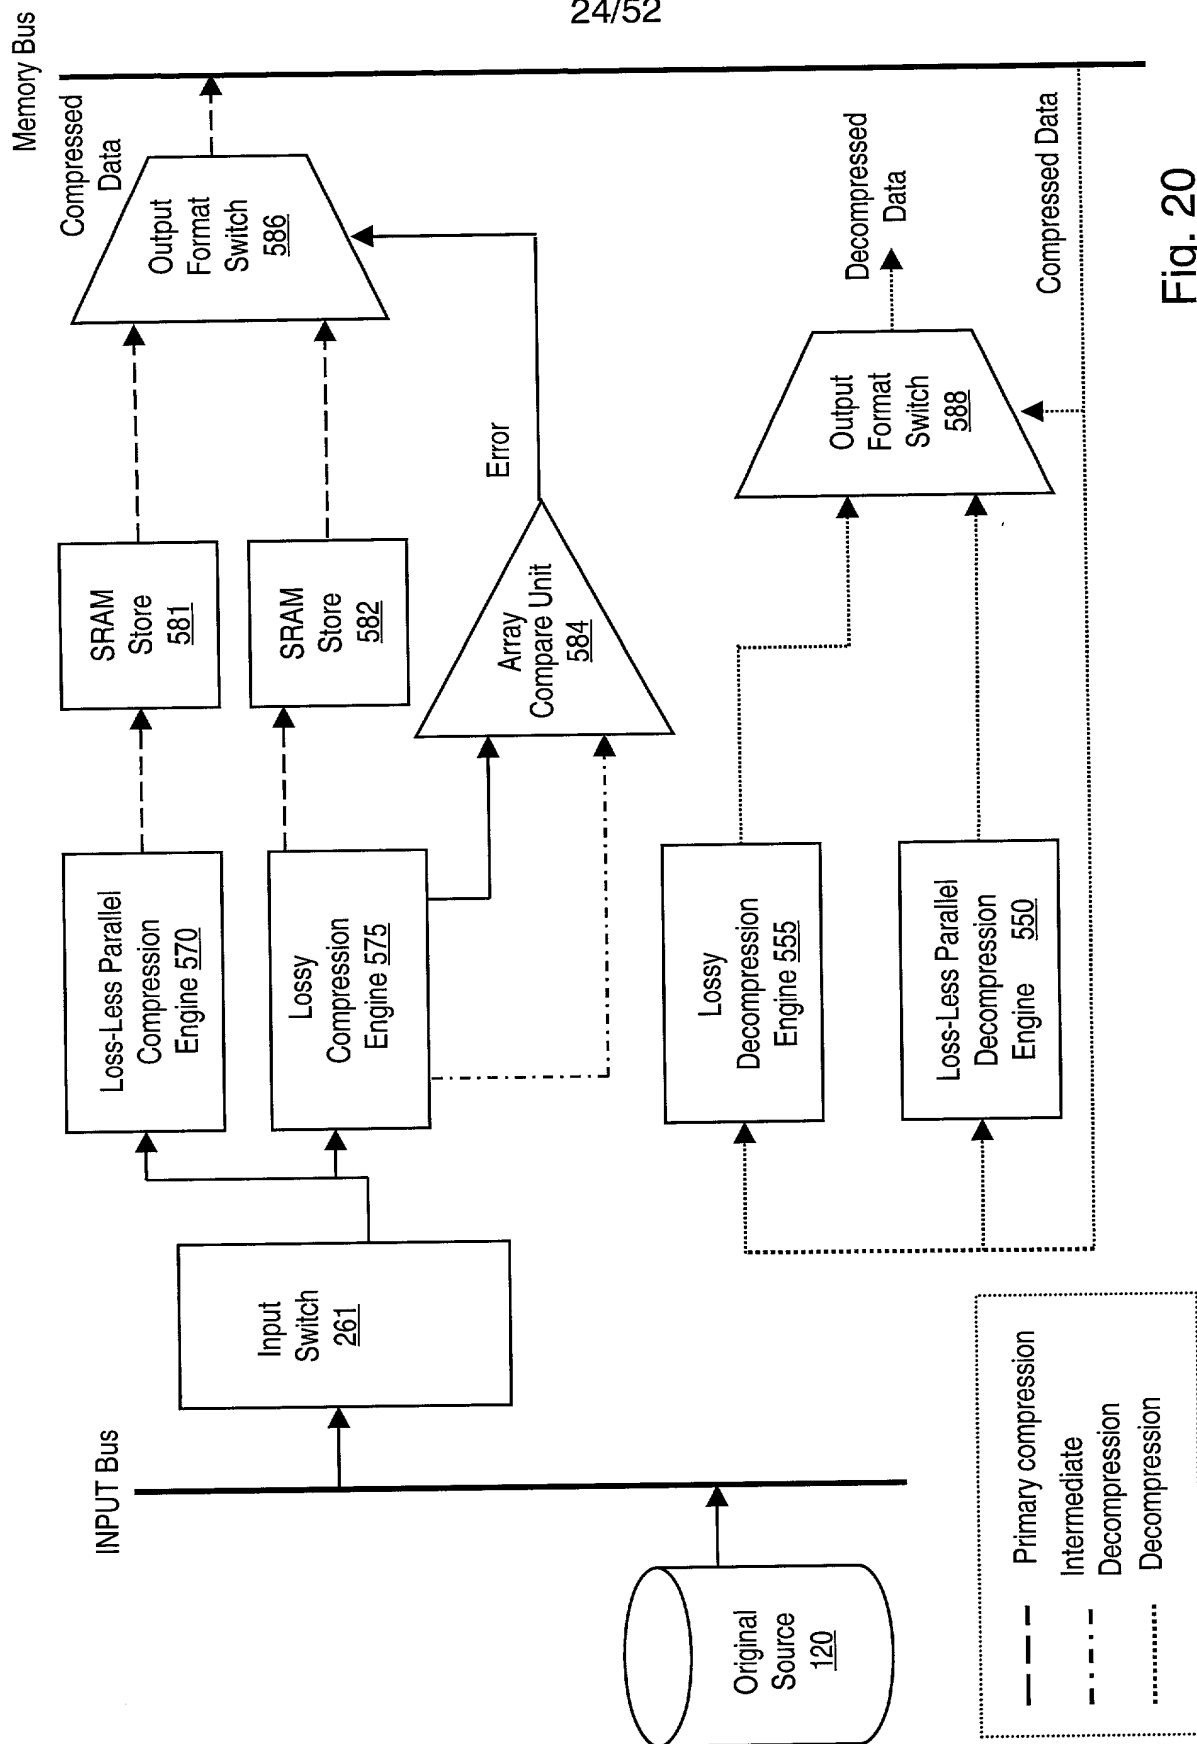 24/52
Memory Bus
Compressed
Data
Output
Format
Switch
586
SRAM
Store
581
SRAM
Store
582
Error
Array
Compare Unit
584
Loss-Less Parallel
Compression
Engine 570
Lossy
Compression
Engine 575
Input
Switch
261
INPUT Bus
Original
Source
120
Lossy
Decompression
Engine 555
Loss-Less Parallel
Decompression
Engine 550
Output
Format
Switch
588
Decompressed
Data
Compressed Data
Primary compression
Intermediate
Decompression
Decompression
Fig. 20